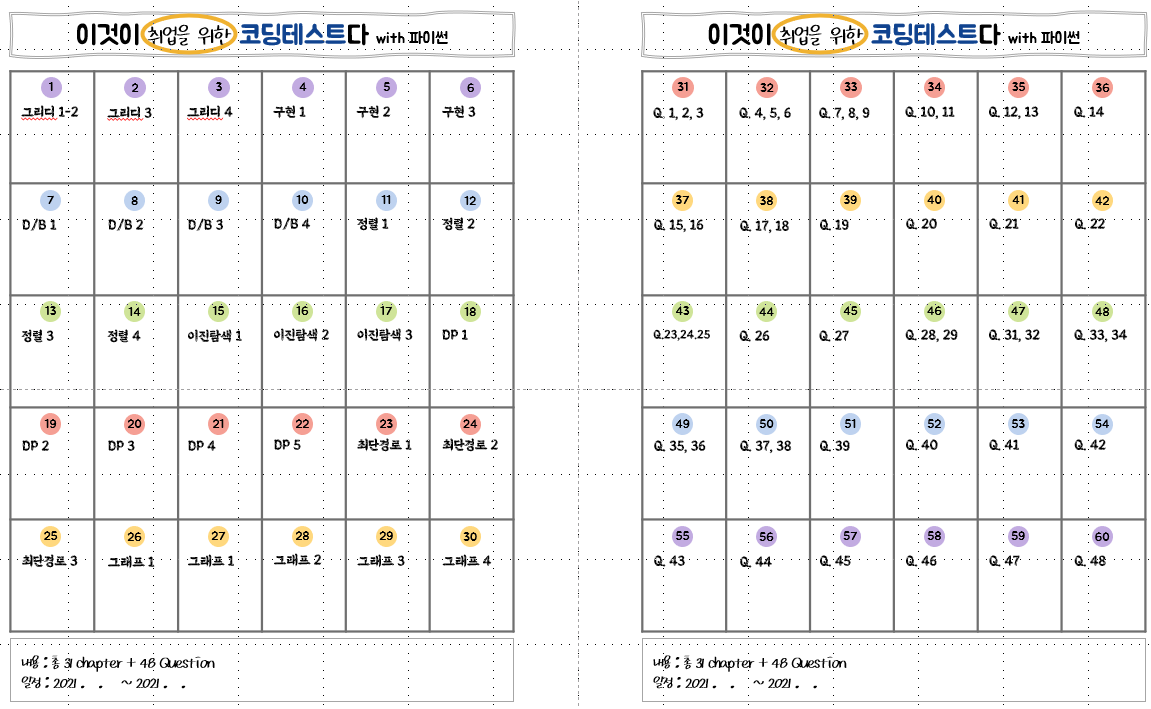 이것이 취업을 위한 코딩테스트다 with 파이썬
1 2 3 4 5 6
그리디 1-2 그리디 3 그리디 4 구현 1 구현 2 구현 3
7 8 9 10 11 12
D/B 1 D/B 2 D/B 3 D/B 4 정렬 1 정렬 2
13 14 15 16 17 18
정렬 3 정렬 4 이진탐색 1 이진탐색 2 이진탐색 3 DP 1
19 20 21 22 23 24
DP 2 DP 3 DP 4 DP 5 최단경로 1 최단경로 2
25 26 27 28 29 30
최단경로 3 그래프 1 그래프 1 그래프 2 그래프 3 그래프 4
내용 : 총 31 chapter + 48 Question
일정 : 2021 . . ~ 2021 . .
이것이 취업을 위한 코딩테스트다 with 파이썬
31 32 33 34 35 36
Q. 1, 2, 3 Q. 4, 5, 6 Q. 7, 8, 9 Q. 10, 11 Q. 12, 13 Q. 14
37 38 39 40 41 42
Q. 15, 16 Q. 17, 18 Q. 19 Q. 20 Q. 21 Q. 22
43 44 45 46 47 48
Q.23,24.25 Q. 26 Q. 27 Q. 28, 29 Q. 31, 32 Q. 33, 34
49 50 51 52 53 54
Q. 35, 36 Q. 37, 38 Q. 39 Q. 40 Q. 41 Q. 42
55 56 57 58 59 60
Q. 43 Q. 44 Q. 45 Q. 46 Q. 47 Q. 48
내용 : 총 31 chapter + 48 Question
일정 : 2021 . . ~ 2021 . .